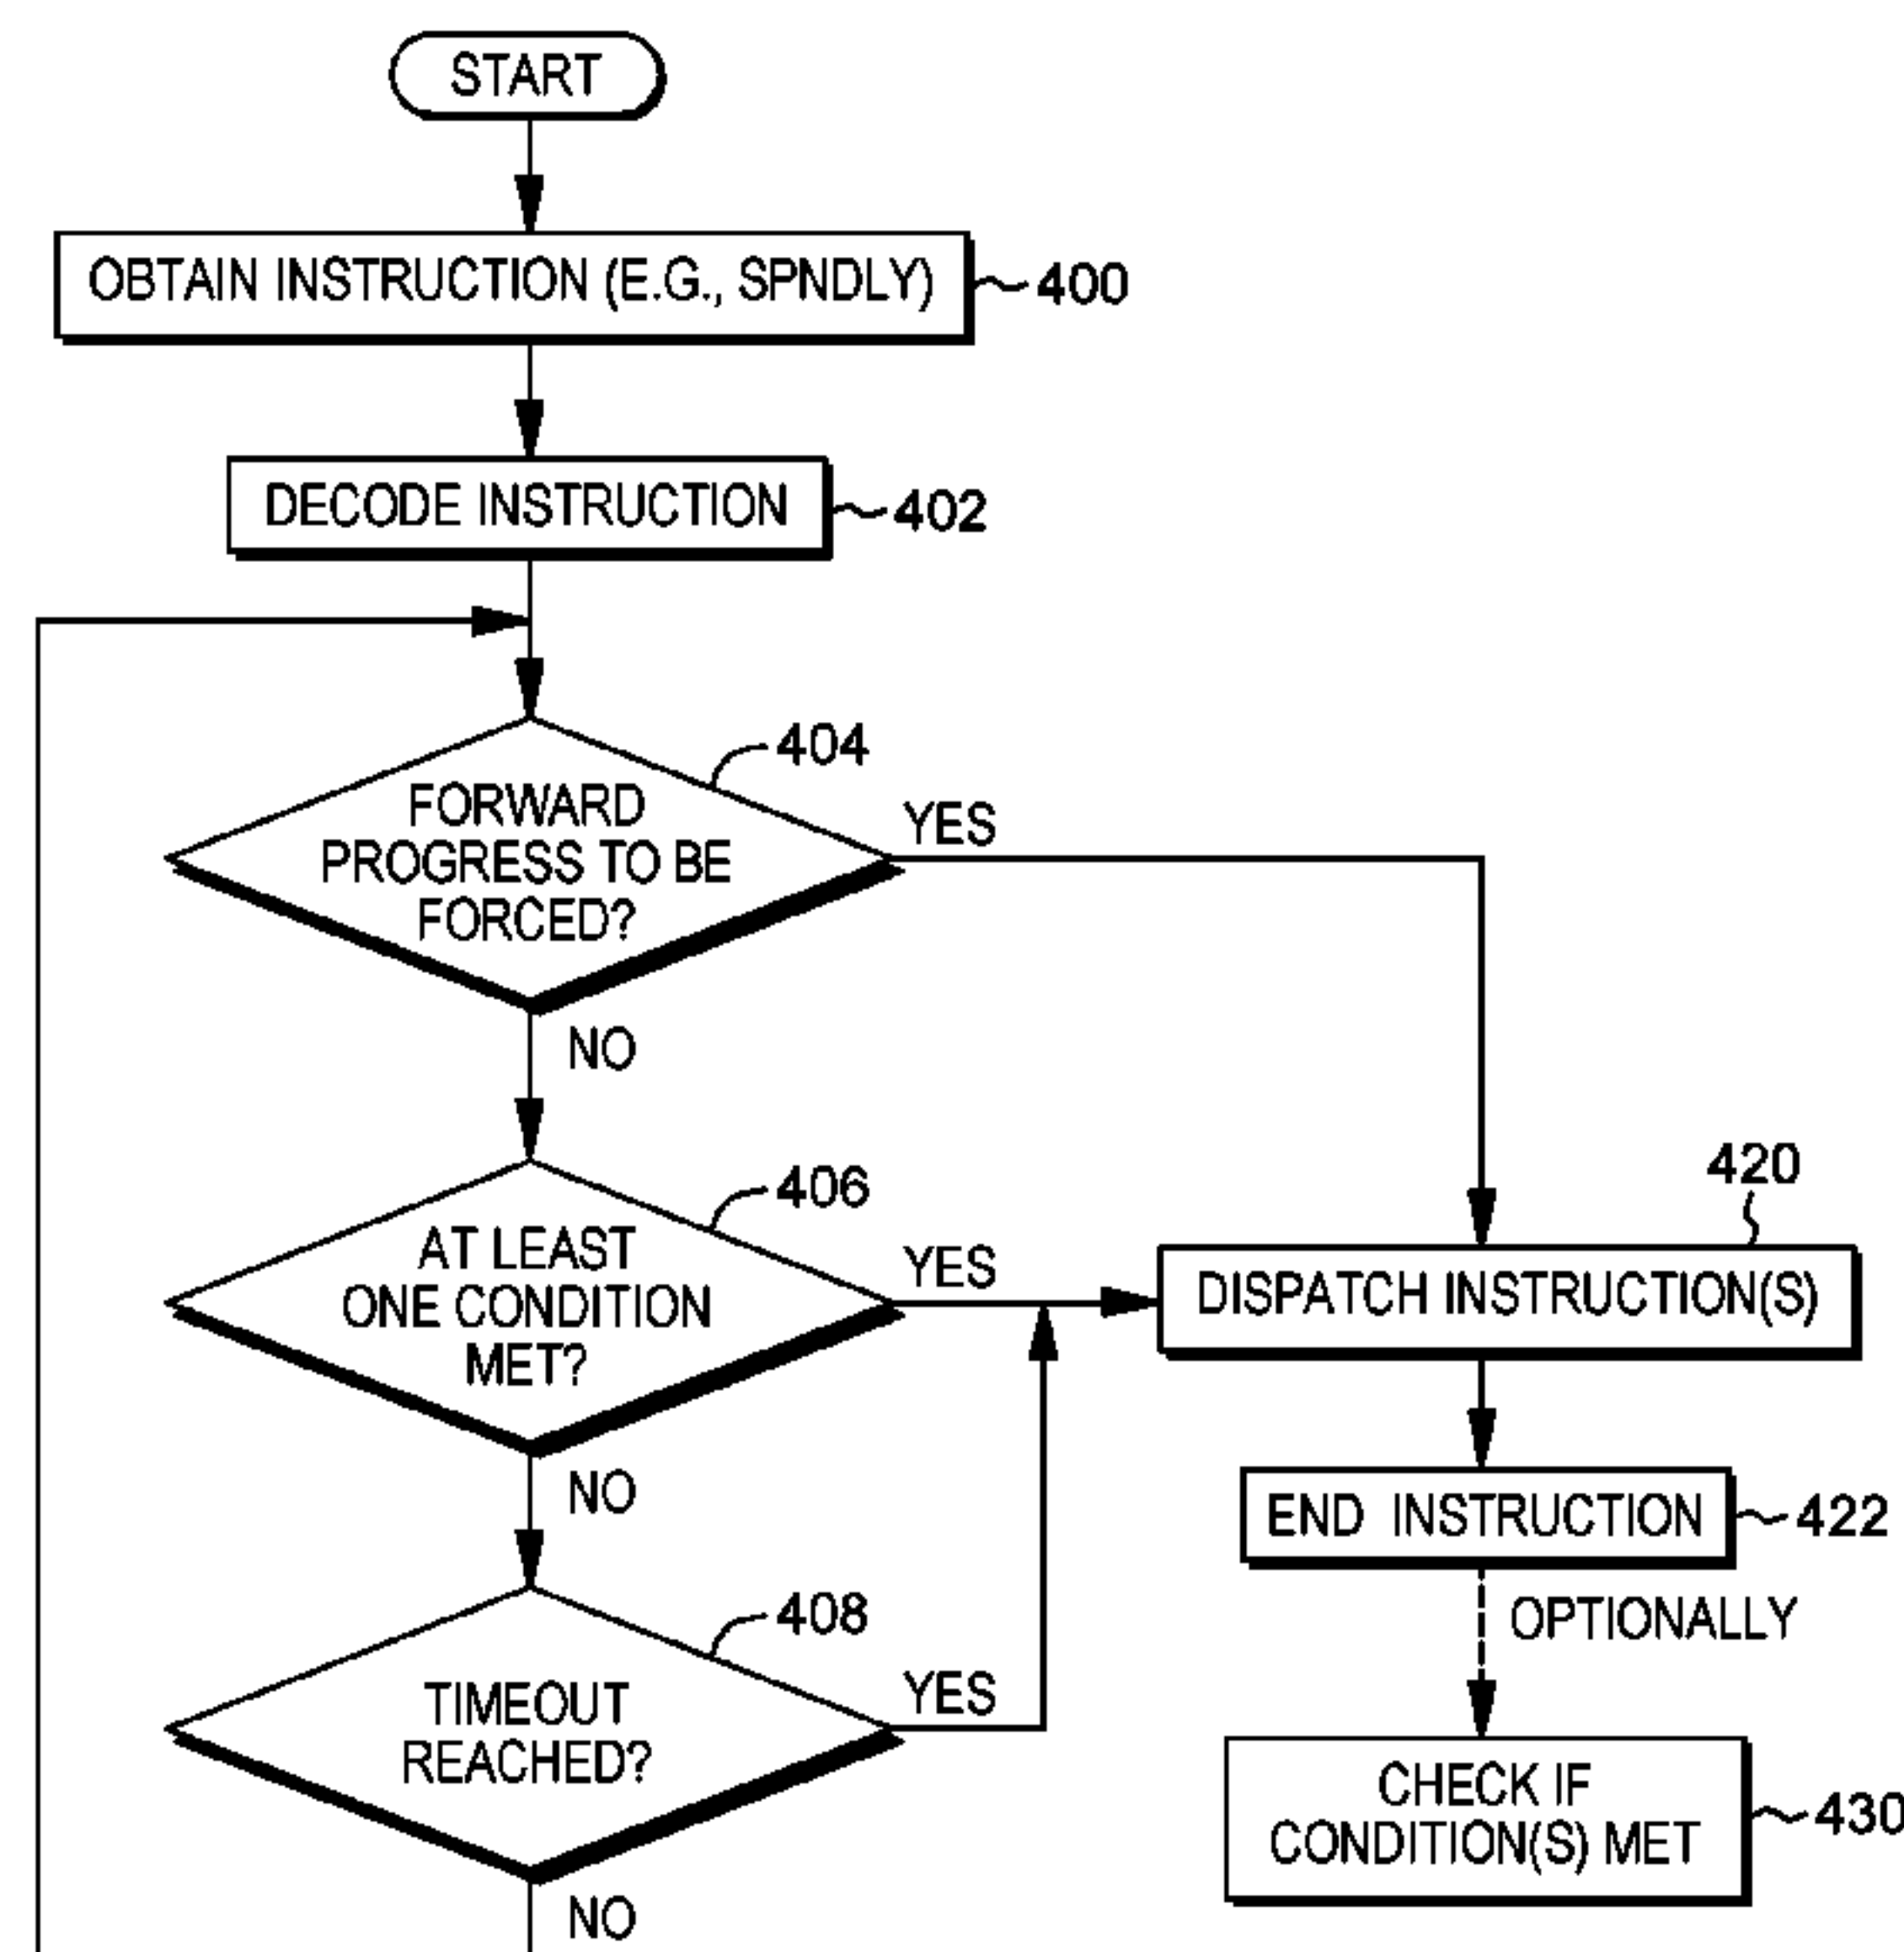 START
OBTAIN INSTRUCTION (E.G., SPNDLY)
400
DECODE INSTRUCTION
402
404
FORWARD
PROGRESS TO BE
FORCED?
YES
NO
406
AT LEAST
ONE CONDITION
MET?
YES
NO
408
TIMEOUT
REACHED?
YES
NO
420
DISPATCH INSTRUCTION(S)
END INSTRUCTION
422
OPTIONALLY
CHECK IF
CONDITION(S) MET
430